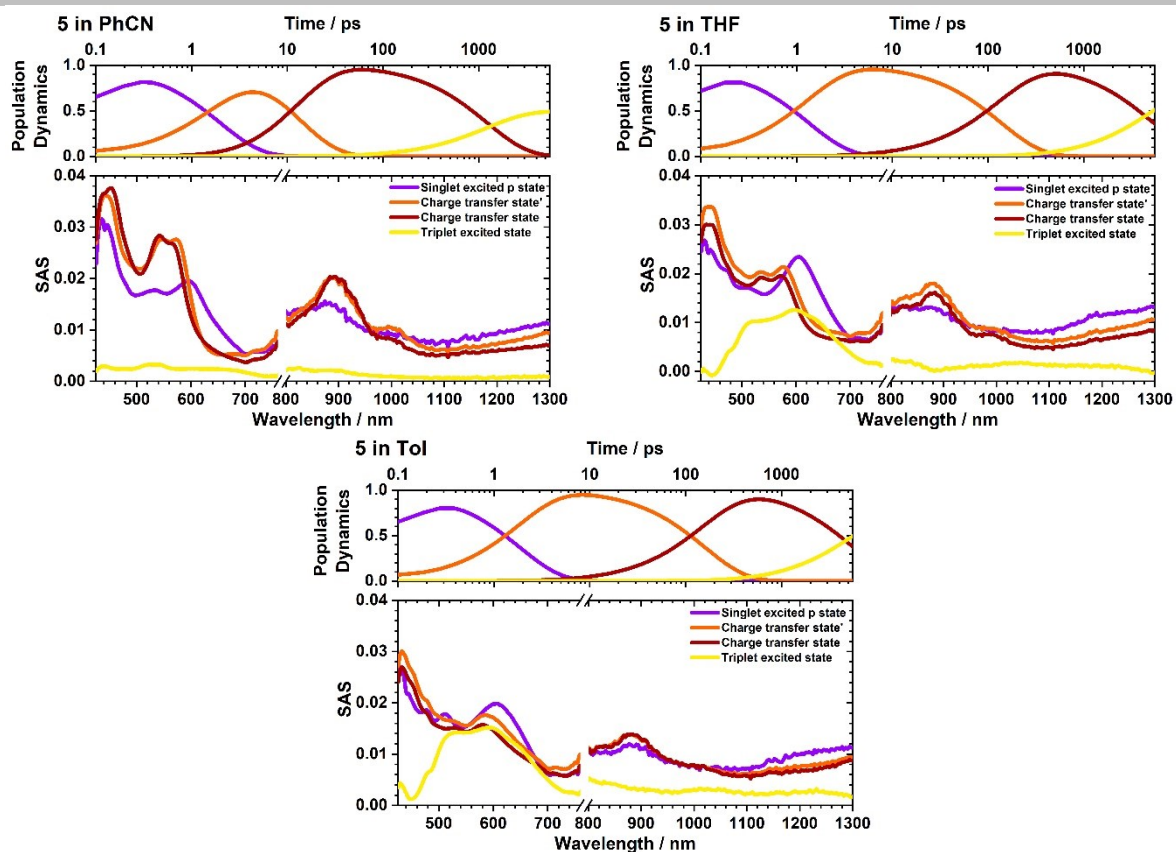 5 in PhCN
Time / ps
0.1 1 10 100 1000
Population
Dynamics
1.0
0.5
0.0
SAS
0.04
0.03
0.02
0.01
0.00
Singlet excited p state
Charge transfer state'
Charge transfer state
Triplet excited state
500 600 700 800 900 1000 1100 1200 1300
Wavelength / nm
5 in THF
Time / ps
0.1 1 10 100 1000
Population
Dynamics
1.0
0.5
0.0
SAS
0.04
0.03
0.02
0.01
0.00
Singlet excited p state
Charge transfer state'
Charge transfer state
Triplet excited state
500 600 700 800 900 1000 1100 1200 1300
Wavelength / nm
5 in Tol
Time / ps
0.1 1 10 100 1000
Population
Dynamics
1.0
0.5
0.0
SAS
0.04
0.03
0.02
0.01
0.00
Singlet excited p state
Charge transfer state'
Charge transfer state
Triplet excited state
500 600 700 800 900 1000 1100 1200 1300
Wavelength / nm